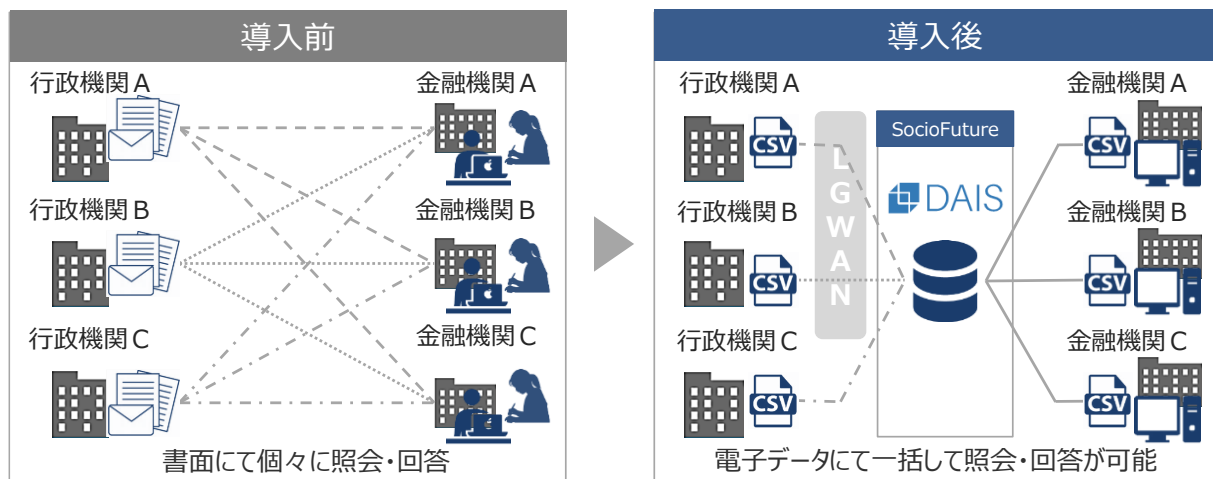 導入前
行政機関A
金融機関A
行政機関B
金融機関B
行政機関C
金融機関C
書面にて個々に照会・回答
導入後
行政機関A
CSV
行政機関B
CSV
行政機関C
CSV
LGWAN
SocioFuture
DAIS
金融機関A
CSV
金融機関B
CSV
金融機関C
CSV
電子データにて一括して照会・回答が可能